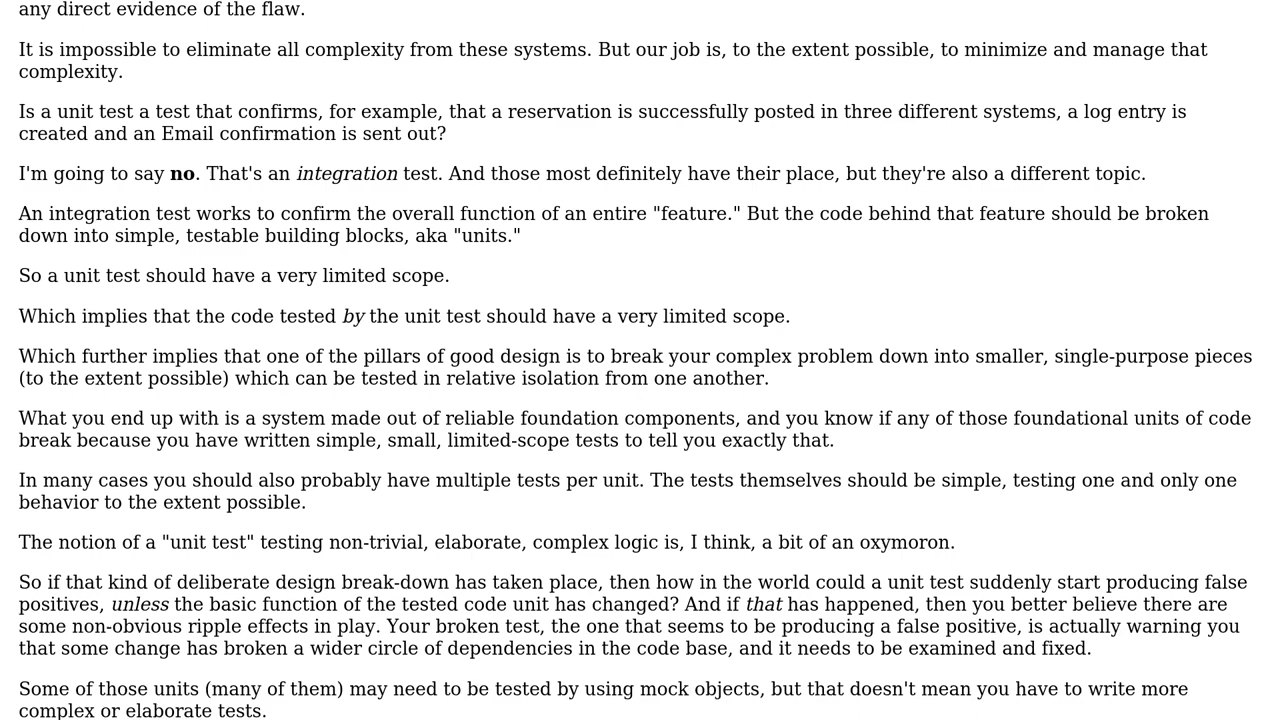 any direct evidence of the flaw.
It is impossible to eliminate all complexity from these systems. But our job is, to the extent possible, to minimize and manage that
complexity.
Is a unit test a test that confirms, for example, that a reservation is successfully posted in three different systems, a log entry is
created and an Email confirmation is sent out?
I'm going to say no. That's an integration test. And those most definitely have their place, but they're also a different topic.
An integration test works to confirm the overall function of an entire "feature." But the code behind that feature should be broken
down into simple, testable building blocks, aka "units."
So a unit test should have a very limited scope.
Which implies that the code tested by the unit test should have a very limited scope.
Which further implies that one of the pillars of good design is to break your complex problem down into smaller, single-purpose pieces
(to the extent possible) which can be tested in relative isolation from one another.
What you end up with is a system made out of reliable foundation components, and you know if any of those foundational units of code
break because you have written simple, small, limited-scope tests to tell you exactly that.
In many cases you should also probably have multiple tests per unit. The tests themselves should be simple, testing one and only one
behavior to the extent possible.
The notion of a "unit test" testing non-trivial, elaborate, complex logic is, I think, a bit of an oxymoron.
So if that kind of deliberate design break-down has taken place, then how in the world could a unit test suddenly start producing false
positives, unless the basic function of the tested code unit has changed? And if that has happened, then you better believe there are
some non-obvious ripple effects in play. Your broken test, the one that seems to be producing a false positive, is actually warning you
that some change has broken a wider circle of dependencies in the code base, and it needs to be examined and fixed.
Some of those units (many of them) may need to be tested by using mock objects, but that doesn't mean you have to write more
complex or elaborate tests.